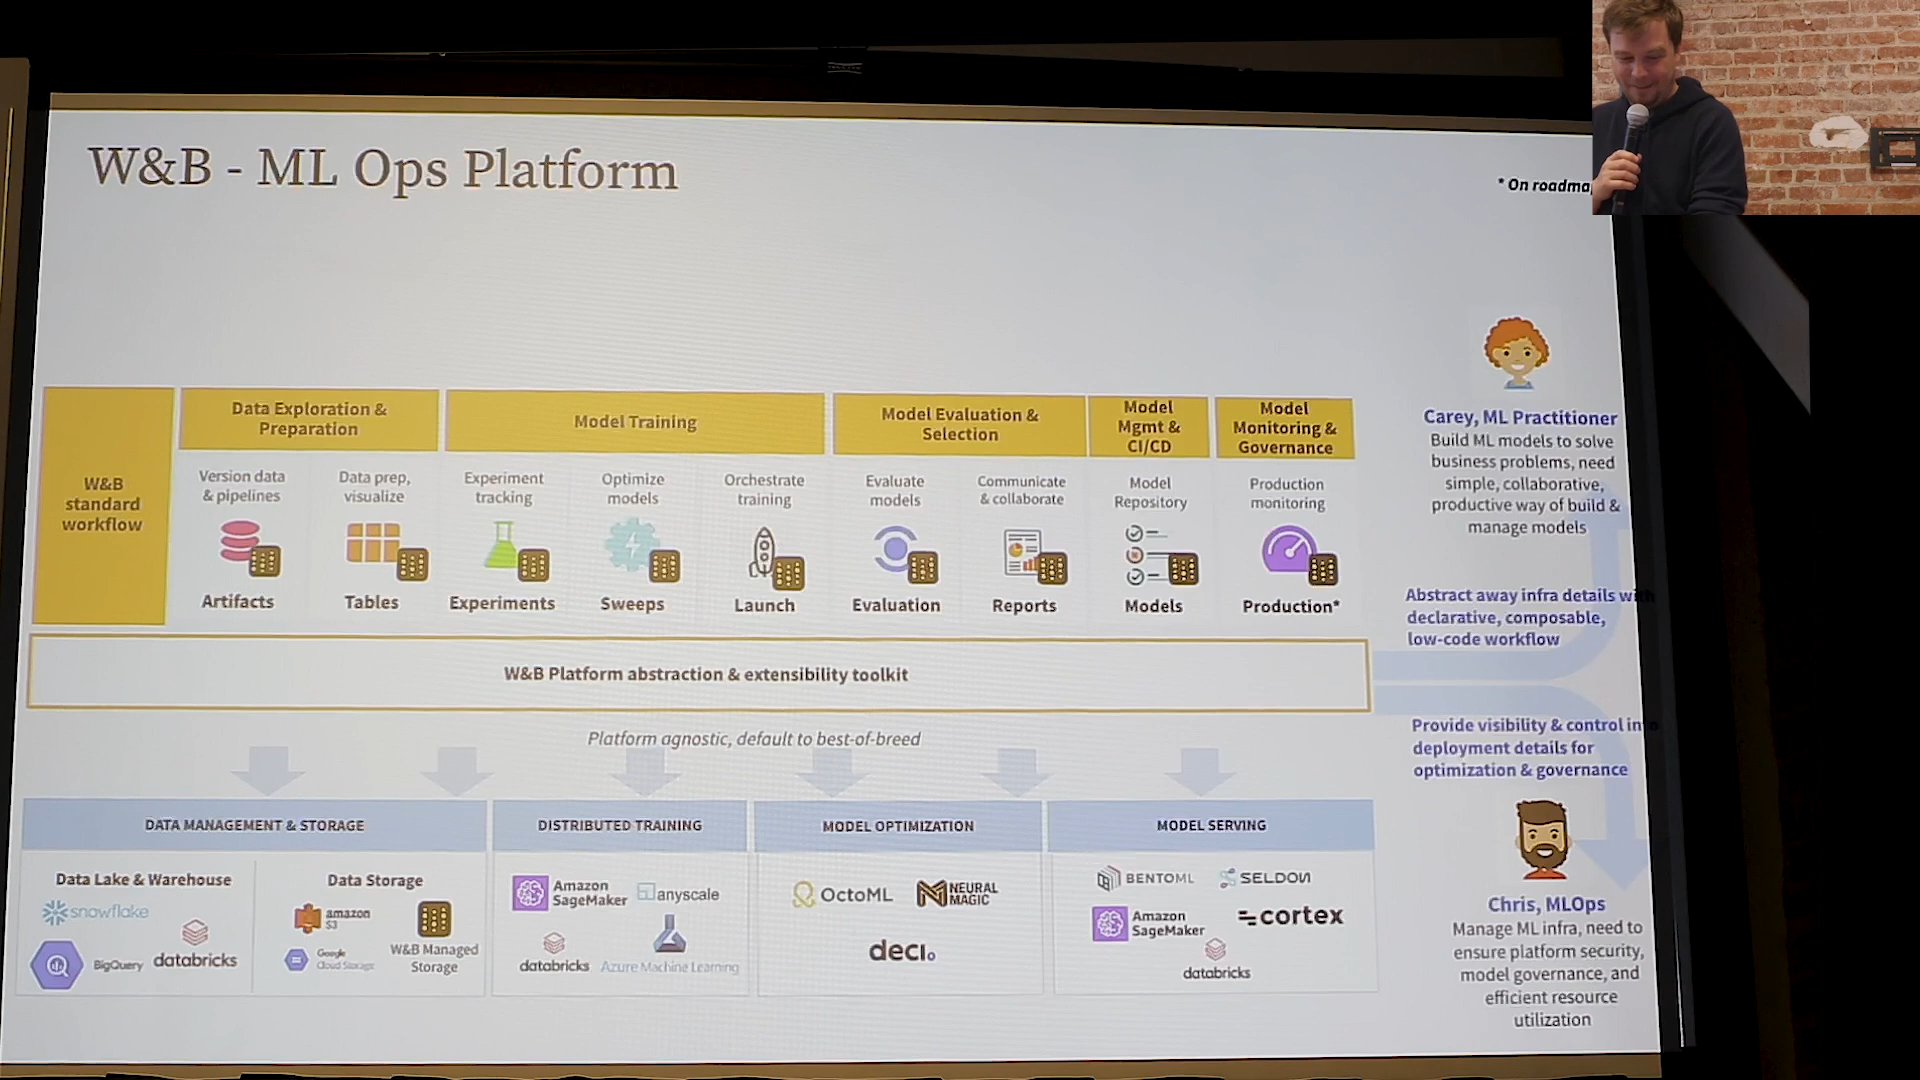 W&B - ML Ops Platform
* On roadma
W&B
standard
workflow
Data Exploration &
Preparation
Model Training
Model Evaluation &
Selection
Model
Mgmt &
CI/CD
Model
Monitoring &
Governance
Version data
& pipelines
Data prep,
visualize
Experiment
tracking
Optimize
models
Orchestrate
training
Evaluate
models
Communicate
& collaborate
Model
Repository
Production
monitoring
Artifacts
Tables
Experiments
Sweeps
Launch
Evaluation
Reports
Models
Production*
W&B Platform abstraction & extensibility toolkit
Platform agnostic, default to best-of-breed
DATA MANAGEMENT & STORAGE
Data Lake & Warehouse
snowflake
BigQuery
databricks
Data Storage
amazon
S3
Google
Cloud Storage
W&B Managed
Storage
DISTRIBUTED TRAINING
Amazon
SageMaker
anyscale
databricks
Azure Machine Learning
MODEL OPTIMIZATION
OctoML
NEURAL
MAGIC
deci.
MODEL SERVING
BENTOML
SELDON
Amazon
SageMaker
cortex
databricks
Carey, ML Practitioner
Build ML models to solve
business problems, need
simple, collaborative,
productive way of build &
manage models
Abstract away infra details with
declarative, composable,
low-code workflow
Provide visibility & control in
deployment details for
optimization & governance
Chris, MLOps
Manage ML infra, need to
ensure platform security,
model governance, and
efficient resource
utilization